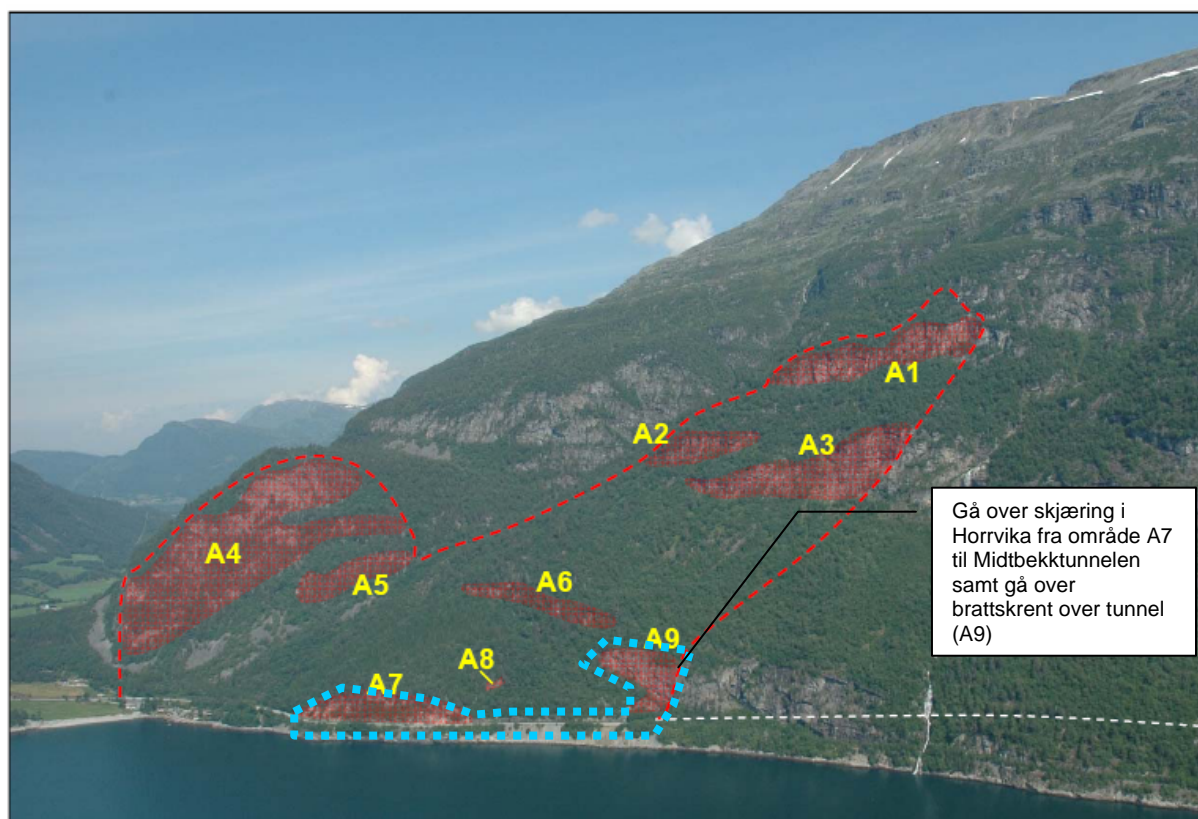 A1
A2
A3
A4
A5
A6
A7
A8
A9
Gå over skjæring i
Horrvika fra område A7
til Midtbekktunnelen
samt gå over
brattskrent over tunnel
(A9)